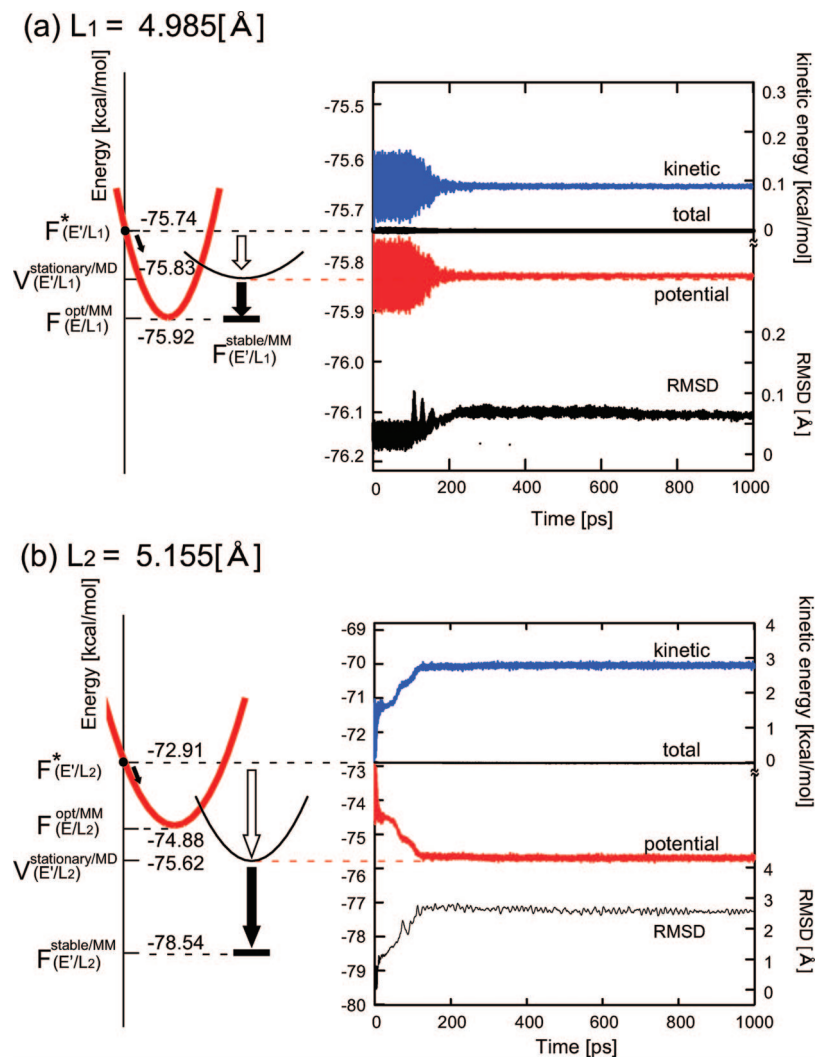 (a) L1 = 4.985[Å]
Energy [kcal/mol]
F*(E'/L1)
-75.74
V stationary/MD (E'/L1)
-75.83
F opt/MM (E/L1)
-75.92
F stable/MM (E'/L1)
-75.5
-75.6
-75.7
-75.8
-75.9
-76.0
-76.1
-76.2
kinetic
total
potential
RMSD
0.3
0.2
0.1
0
≈
kinetic energy [kcal/mol]
0.2
0.1
0
RMSD [Å]
0 200 400 600 800 1000
Time [ps]
(b) L2 = 5.155[Å]
Energy [kcal/mol]
F*(E'/L2)
-72.91
F opt/MM (E/L2)
-74.88
V stationary/MD (E'/L2)
-75.62
F stable/MM (E'/L2)
-78.54
-69
-70
-71
-72
-73
-74
-75
-76
-77
-78
-79
-80
kinetic
total
potential
RMSD
4
3
2
1
0
≈
kinetic energy [kcal/mol]
4
3
2
1
0
RMSD [Å]
0 200 400 600 800 1000
Time [ps]